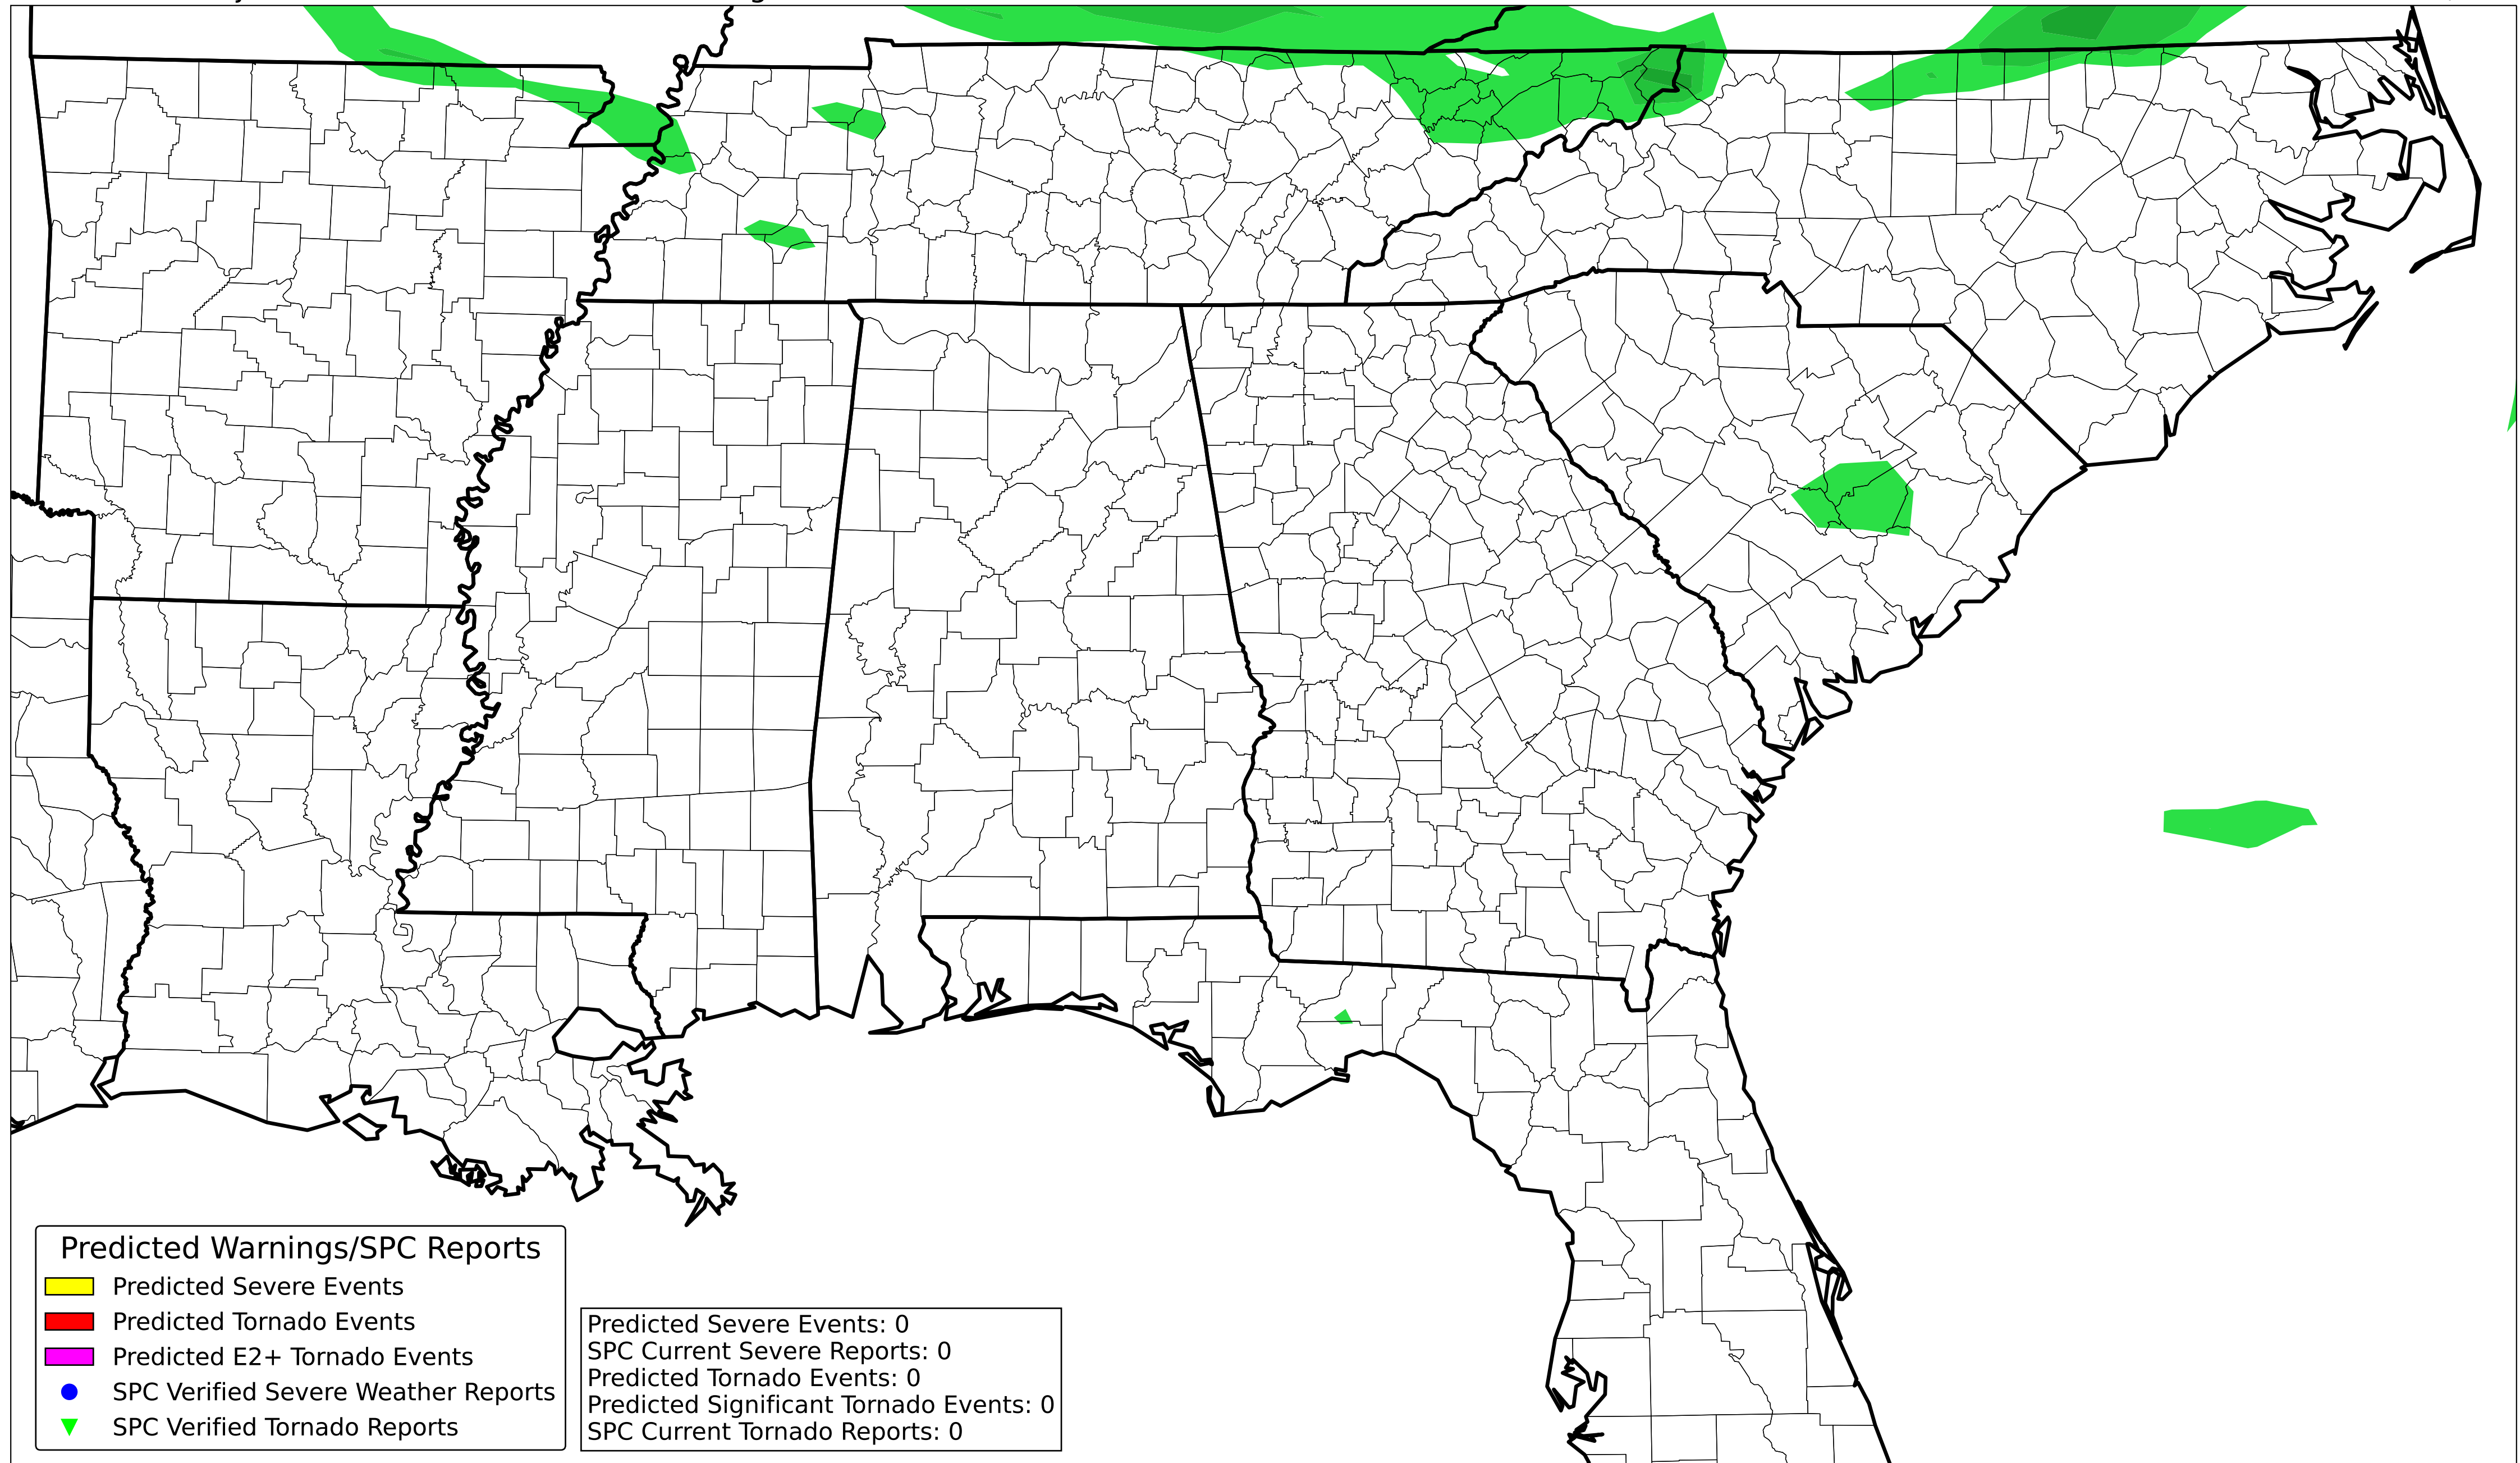 Predicted Warnings/SPC Reports
Predicted Severe Events
Predicted Tornado Events
Predicted E2+ Tornado Events
SPC Verified Severe Weather Reports
SPC Verified Tornado Reports
Predicted Severe Events: 0
SPC Current Severe Reports: 0
Predicted Tornado Events: 0
Predicted Significant Tornado Events: 0
SPC Current Tornado Reports: 0